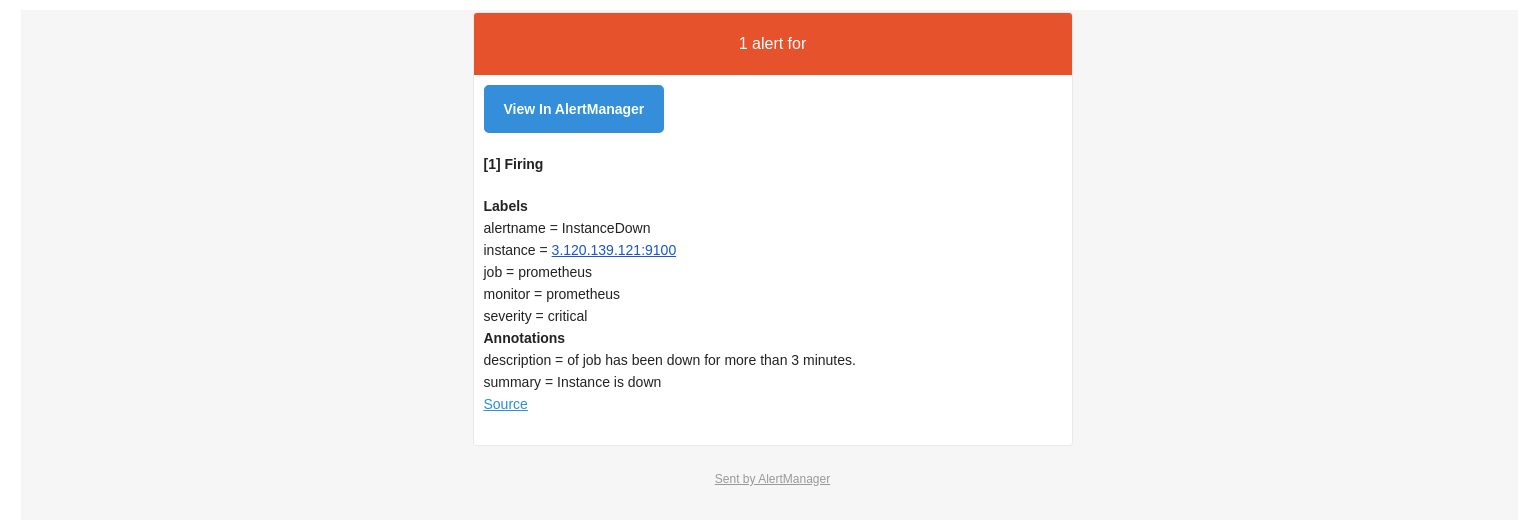 1 alert for
View In AlertManager
[1] Firing
Labels
alertname = InstanceDown
instance = 3.120.139.121:9100
job = prometheus
monitor = prometheus
severity = critical
Annotations
description = of job has been down for more than 3 minutes.
summary = Instance is down
Source
Sent by AlertManager